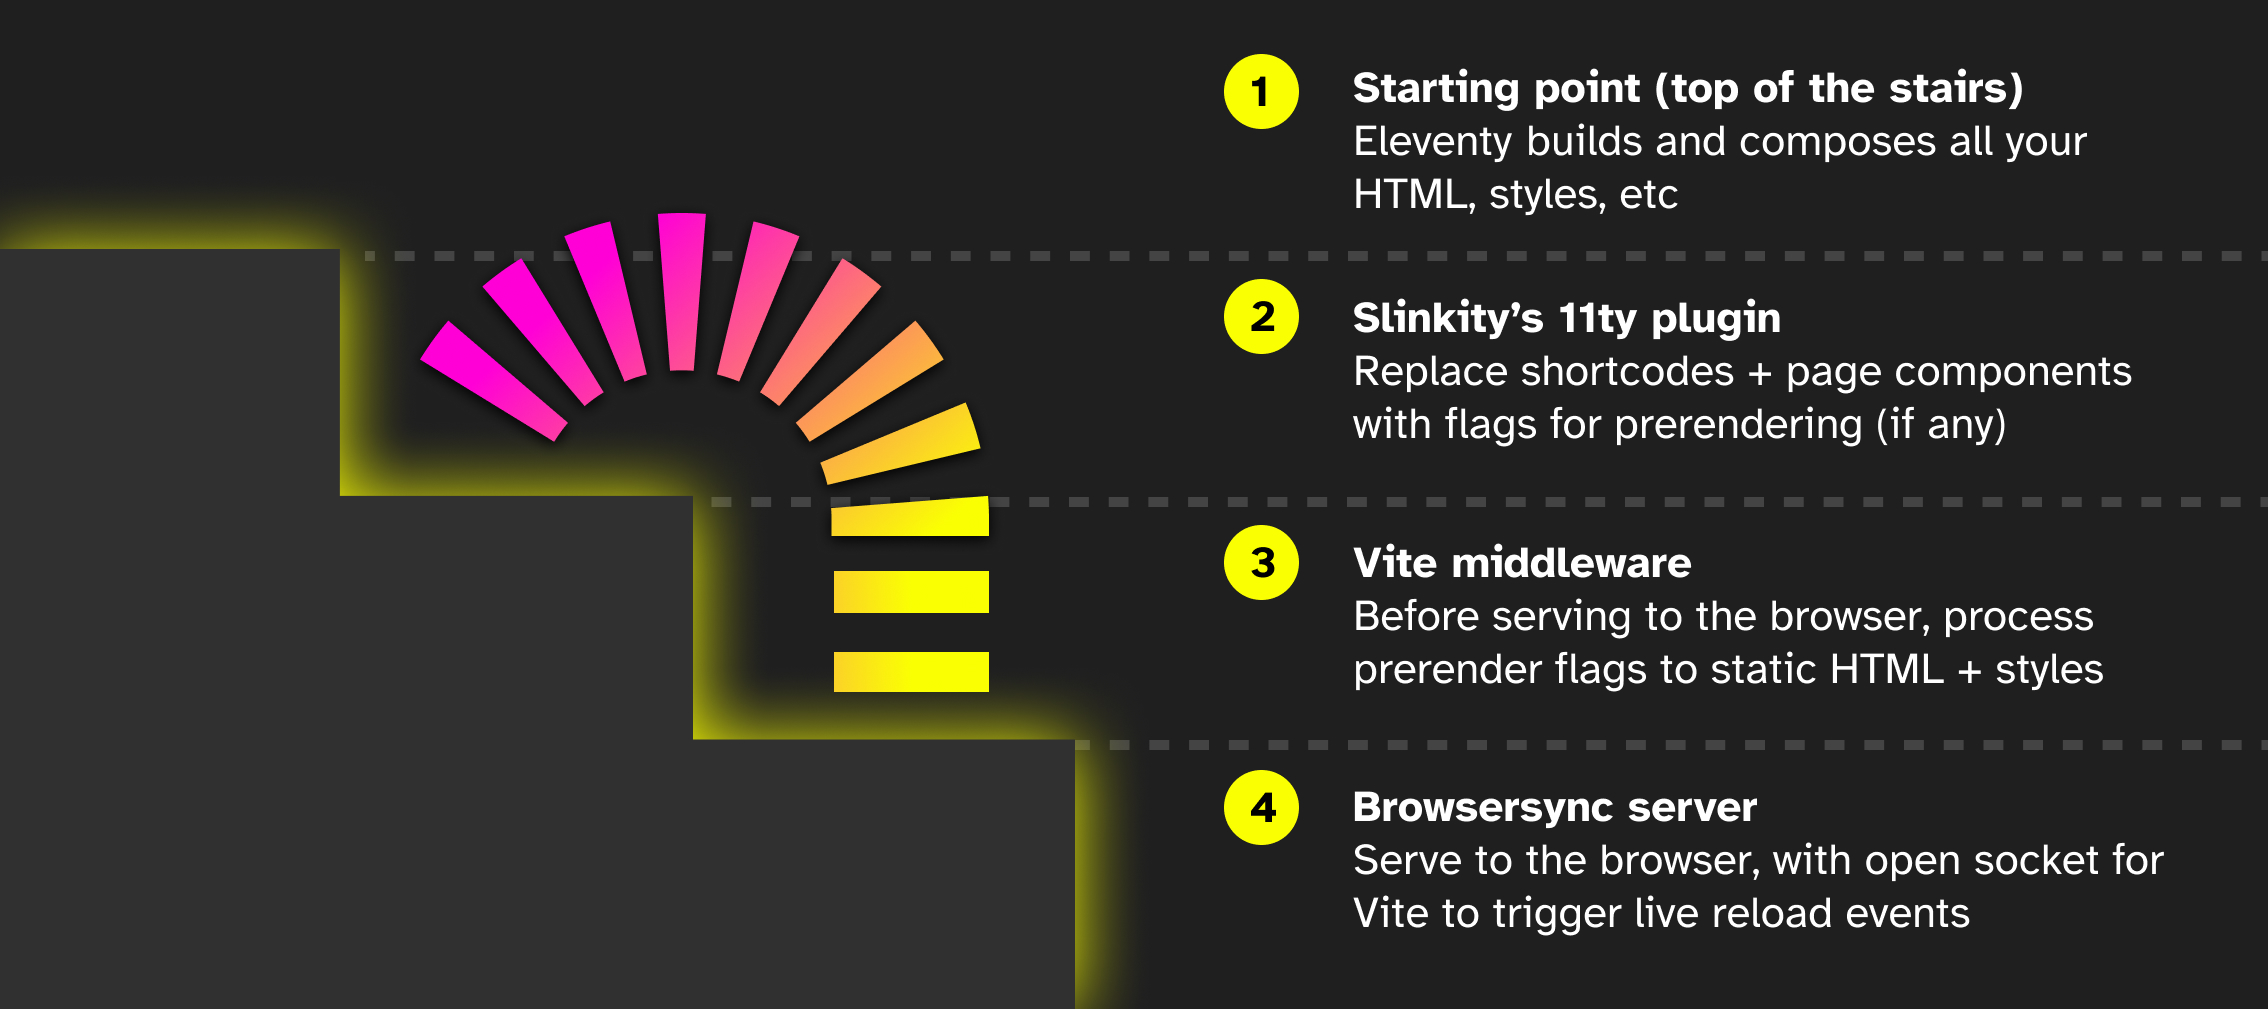 1
Starting point (top of the stairs)
Eleventy builds and composes all your
HTML, styles, etc
2
Slinkity’s 11ty plugin
Replace shortcodes + page components
with flags for prerendering (if any)
3
Vite middleware
Before serving to the browser, process
prerender flags to static HTML + styles
4
Browsersync server
Serve to the browser, with open socket for
Vite to trigger live reload events